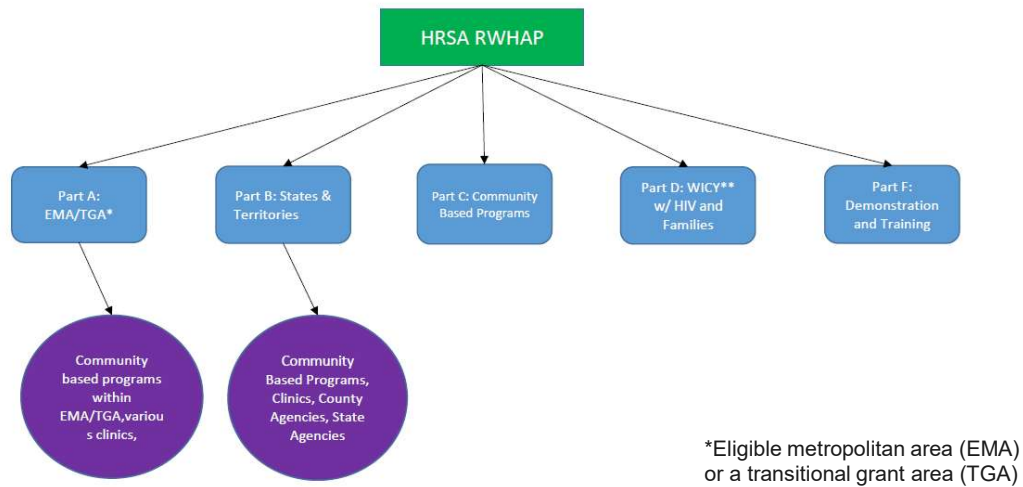 HRSA RWHAP
Part A:
EMA/TGA*
Part B: States &
Territories
Part C: Community
Based Programs
Part D: WICY**
w/ HIV and
Families
Part F:
Demonstration
and Training
Community
based programs
within
EMA/TGA,variou
s clinics,
Community
Based Programs,
Clinics, County
Agencies, State
Agencies
*Eligible metropolitan area (EMA)
or a transitional grant area (TGA)